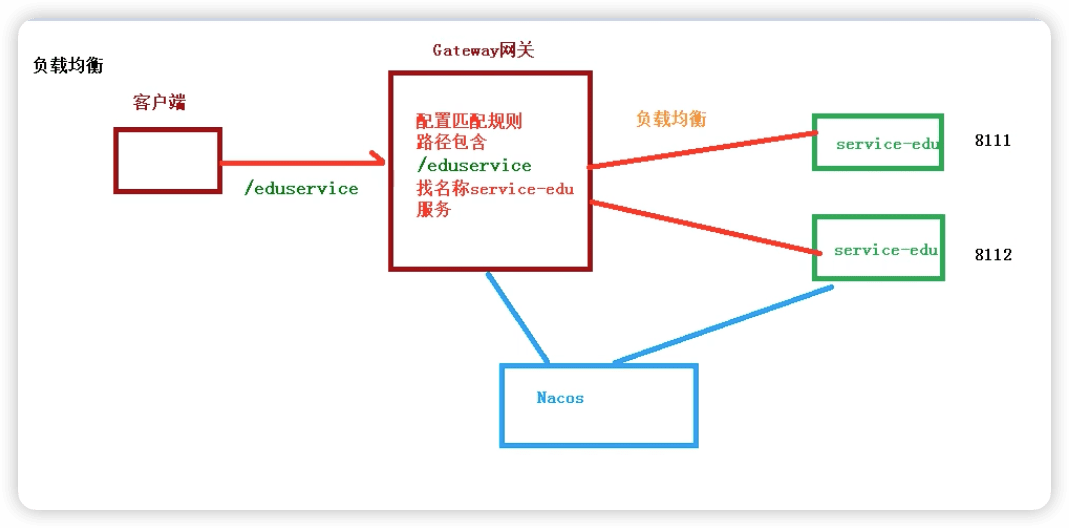 Gateway网关
负载均衡
客户端
/eduservice
配置匹配规则
路径包含
/eduservice
找名称service-edu
服务
负载均衡
service-edu
8111
service-edu
8112
Nacos